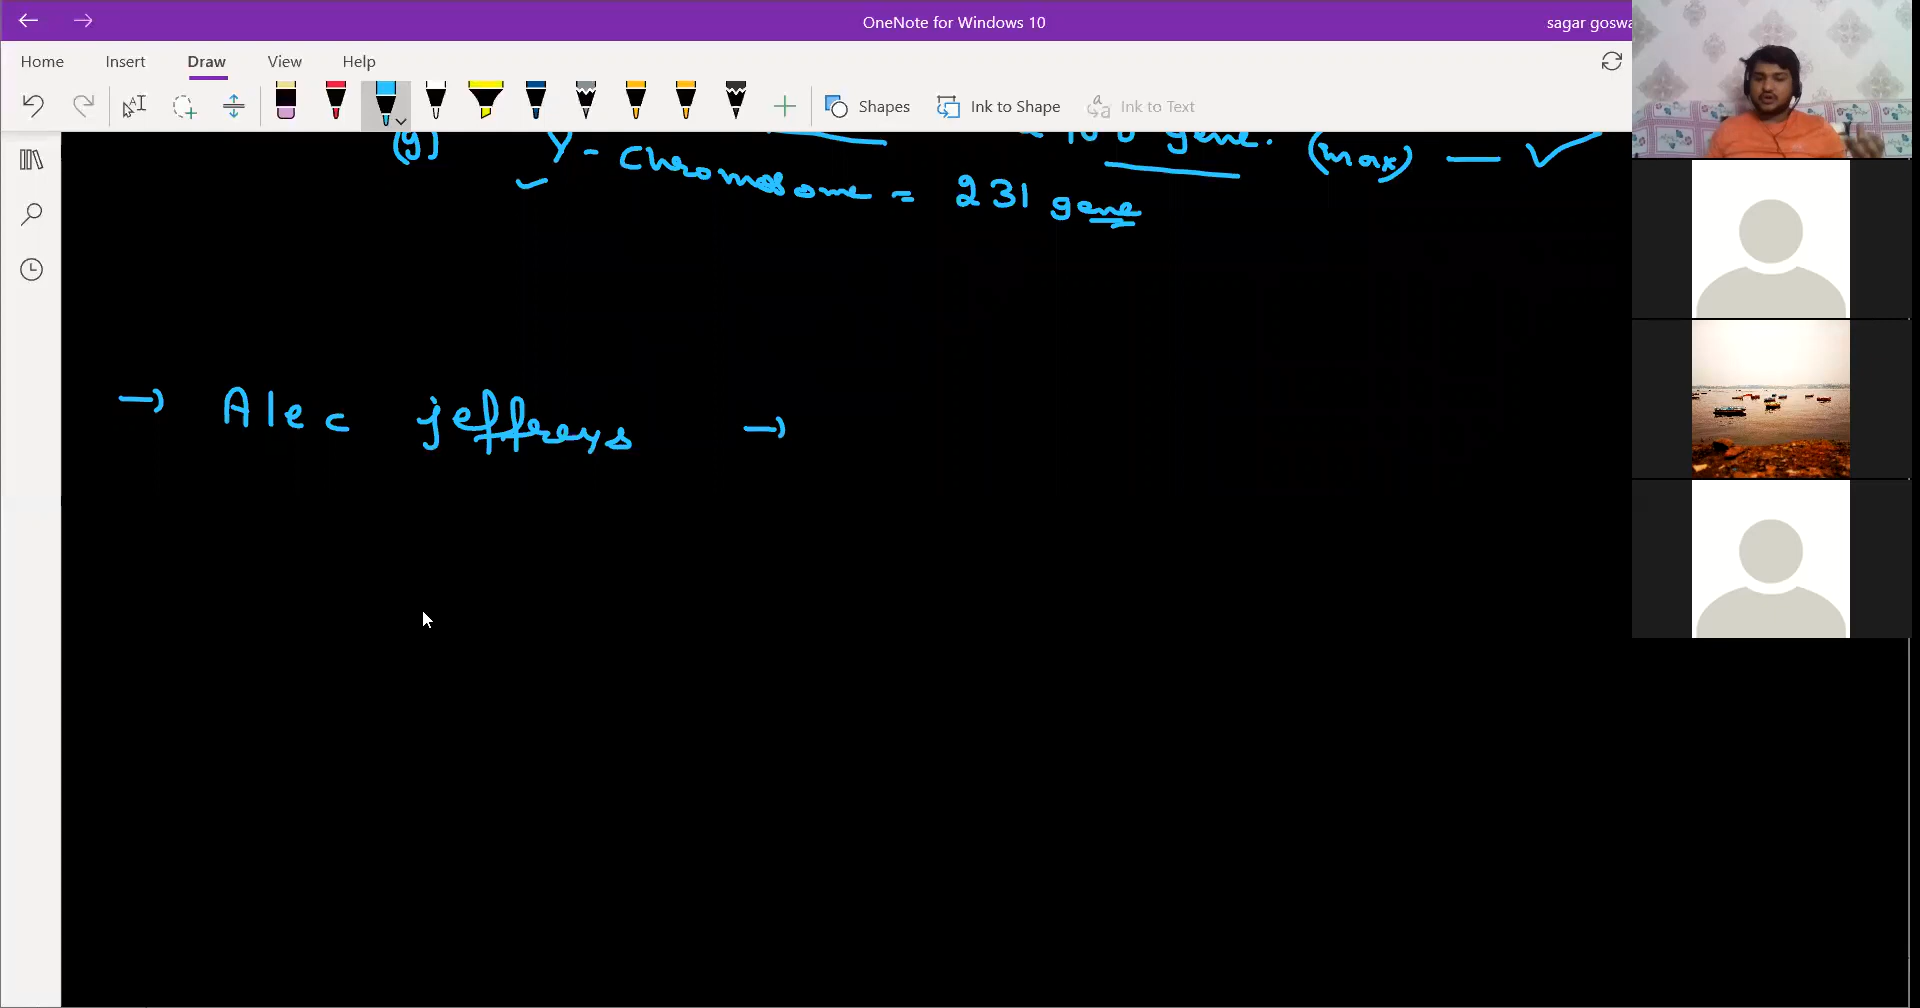 OneNote for Windows 10
sagar goswa
Home Insert Draw View Help
Shapes Ink to Shape Ink to Text
(g) gene. (max) —
Y - Chromosome = 231 gene
→ Alec jeffreys →